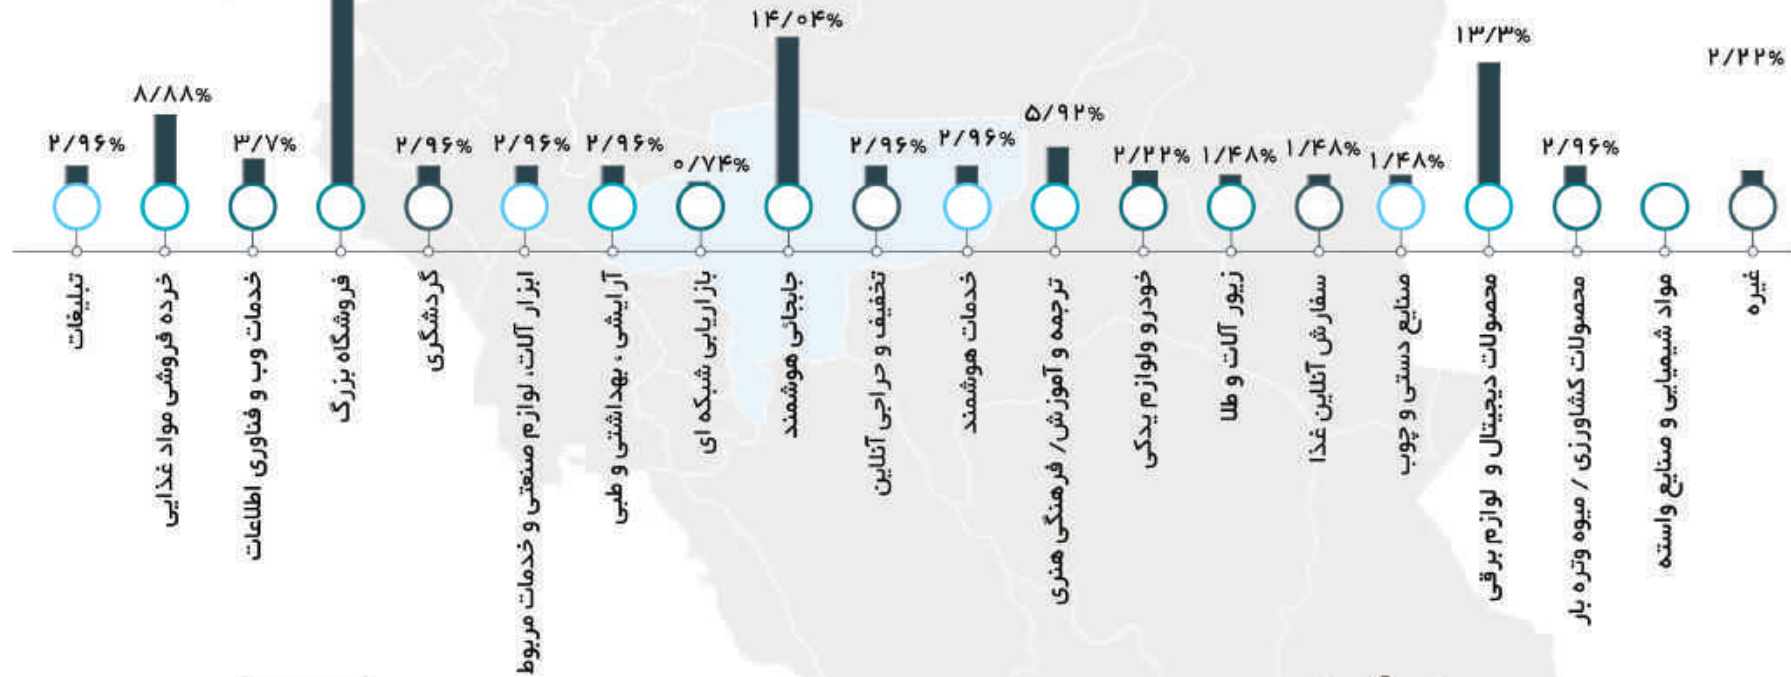 ۲/۹۶%
۸/۸۸%
۳/۷%
۲/۹۶%
۲/۹۶%
۲/۹۶%
۰/۷۴%
۱۴/۰۴%
۲/۹۶%
۲/۹۶%
۵/۹۲%
۲/۲۲%
۱/۴۸%
۱/۴۸%
۱/۴۸%
۱۳/۳%
۲/۹۶%
۲/۲۲%
تبلیغات
خرده فروشی مواد غذایی
خدمات وب و فناوری اطلاعات
فروشگاه بزرگ
گردشگری
ابزار آلات، لوازم صنعتی و خدمات مربوط
آرایشی ، بهداشتی و طبی
بازاریابی شبکه ای
جابجائی هوشمند
تخفیف و حراجی آنلاین
خدمات هوشمند
ترجمه و آموزش/ فرهنگی هنری
خودرو ولوازم یدکی
زیور آلات و طلا
سفارش آنلاین غذا
صنایع دستی و چوب
محصولات دیجیتال و لوازم برقی
محصولات کشاورزی / میوه وتره بار
مواد شیمیایی و صنایع واسته
غیره